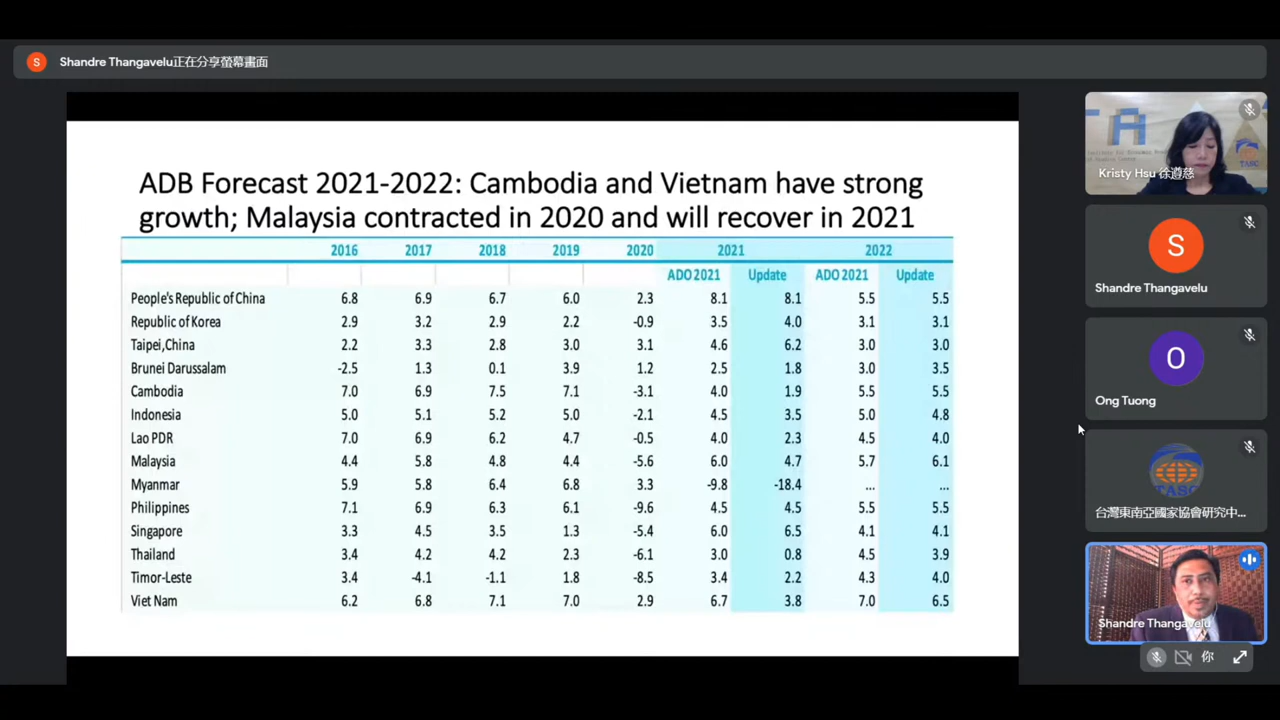 S Shandre Thangavelu正在分享螢幕畫面
ADB Forecast 2021-2022: Cambodia and Vietnam have strong
growth; Malaysia contracted in 2020 and will recover in 2021
2016 2017 2018 2019 2020 2021 2022
ADO 2021 Update ADO 2021 Update
People's Republic of China 6.8 6.9 6.7 6.0 2.3 8.1 8.1 5.5 5.5
Republic of Korea 2.9 3.2 2.9 2.2 -0.9 3.5 4.0 3.1 3.1
Taipei,China 2.2 3.3 2.8 3.0 3.1 4.6 6.2 3.0 3.0
Brunei Darussalam -2.5 1.3 0.1 3.9 1.2 2.5 1.8 3.0 3.5
Cambodia 7.0 6.9 7.5 7.1 -3.1 4.0 1.9 5.5 5.5
Indonesia 5.0 5.1 5.2 5.0 -2.1 4.5 3.5 5.0 4.8
Lao PDR 7.0 6.9 6.2 4.7 -0.5 4.0 2.3 4.5 4.0
Malaysia 4.4 5.8 4.8 4.4 -5.6 6.0 4.7 5.7 6.1
Myanmar 5.9 5.8 6.4 6.8 3.3 -9.8 -18.4 ... ...
Philippines 7.1 6.9 6.3 6.1 -9.6 4.5 4.5 5.5 5.5
Singapore 3.3 4.5 3.5 1.3 -5.4 6.0 6.5 4.1 4.1
Thailand 3.4 4.2 4.2 2.3 -6.1 3.0 0.8 4.5 3.9
Timor-Leste 3.4 -4.1 -1.1 1.8 -8.5 3.4 2.2 4.3 4.0
Viet Nam 6.2 6.8 7.1 7.0 2.9 6.7 3.8 7.0 6.5
Kristy Hsu 徐遵慈
S
Shandre Thangavelu
O
Ong Tuong
TASC
台灣東南亞國家協會研究中...
Shandre Thangavelu
你